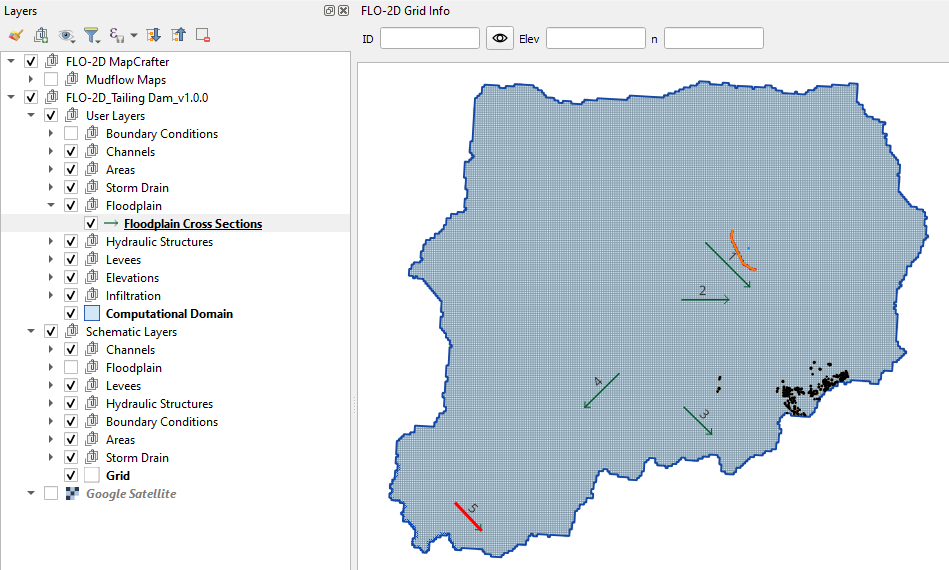 Layers
FLO-2D MapCrafter
Mudflow Maps
FLO-2D_Tailing Dam_v1.0.0
User Layers
Boundary Conditions
Channels
Areas
Storm Drain
Floodplain
Floodplain Cross Sections
Hydraulic Structures
Levees
Elevations
Infiltration
Computational Domain
Schematic Layers
Channels
Floodplain
Levees
Hydraulic Structures
Boundary Conditions
Areas
Storm Drain
Grid
Google Satellite
FLO-2D Grid Info
ID Elev n
1
2
4
3
5